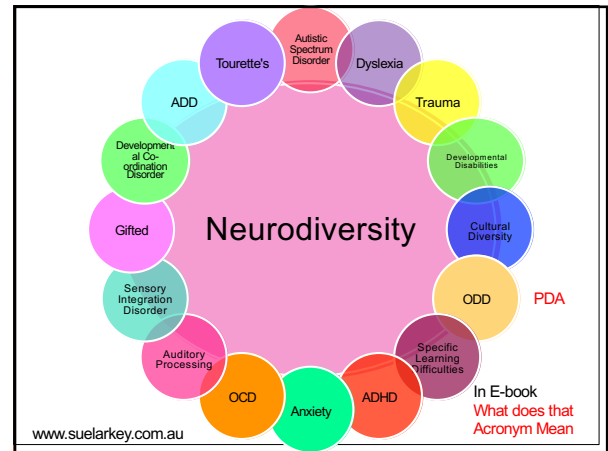 Autistic
Spectrum
Disorder
Dyslexia
Trauma
Developmental
Disabilities
Cultural
Diversity
ODD
PDA
Specific
Learning
Difficulties
ADHD
Anxiety
OCD
Auditory
Processing
Sensory
Integration
Disorder
Gifted
Development
al Co-
ordination
Disorder
ADD
Tourette's
Neurodiversity
In E-book
What does that
Acronym Mean
www.suelarkey.com.au